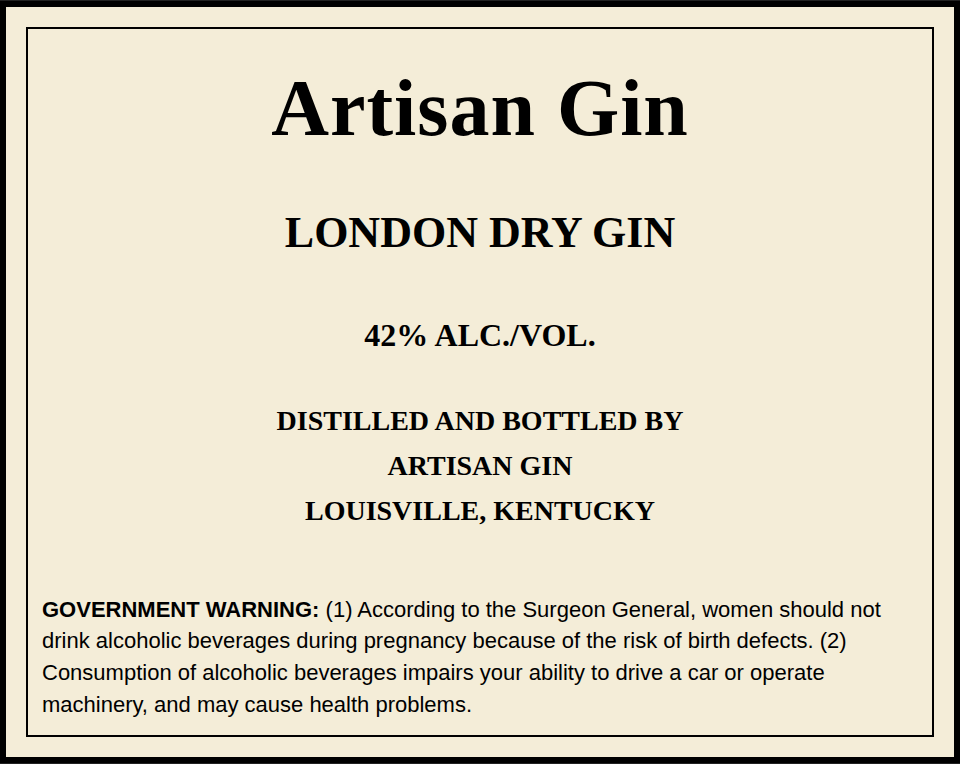 Artisan Gin
LONDON DRY GIN
42% ALC./VOL.
DISTILLED AND BOTTLED BY
ARTISAN GIN
LOUISVILLE, KENTUCKY
GOVERNMENT WARNING: (1) According to the Surgeon General, women should not
drink alcoholic beverages during pregnancy because of the risk of birth defects. (2)
Consumption of alcoholic beverages impairs your ability to drive a car or operate
machinery, and may cause health problems.